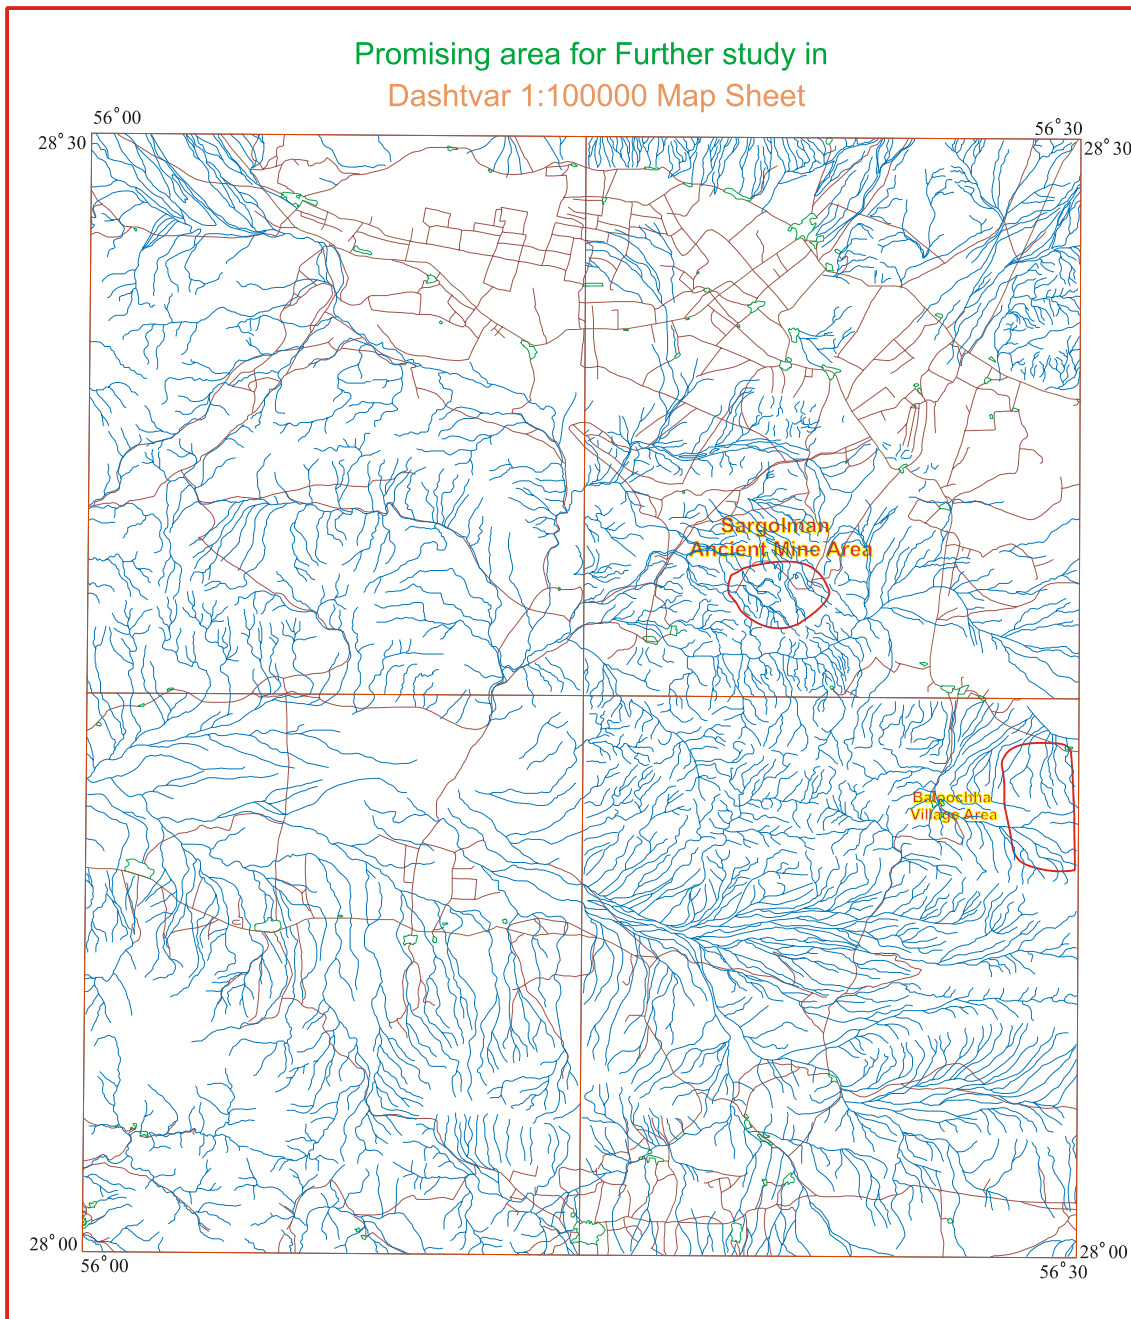 Promising area for Further study in
Dashtvar 1:100000 Map Sheet
56°00
56°30
28°30
28°30
Sargolman
Ancient Mine Area
Baloochha
Village Area
28°00
28°00
56°00
56°30